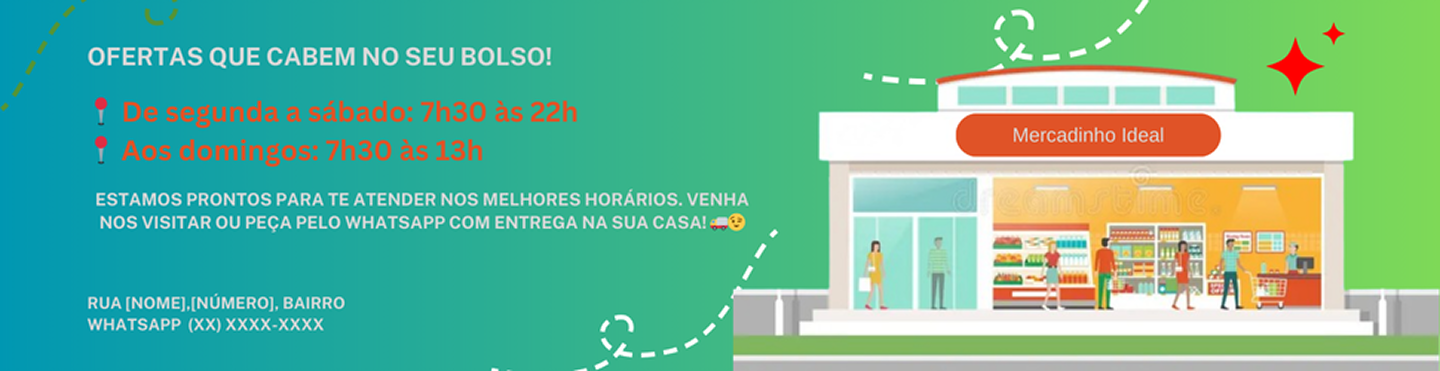 OFERTAS QUE CABEM NO SEU BOLSO!
📍 De segunda a sábado: 7h30 às 22h
📍 Aos domingos: 7h30 às 13h
ESTAMOS PRONTOS PARA TE ATENDER NOS MELHORES HORÁRIOS. VENHA
NOS VISITAR OU PEÇA PELO WHATSAPP COM ENTREGA NA SUA CASA! 🚚😉
RUA [NOME],[NÚMERO], BAIRRO
WHATSAPP (XX) XXXX-XXXX
Mercadinho Ideal
dreamstime.